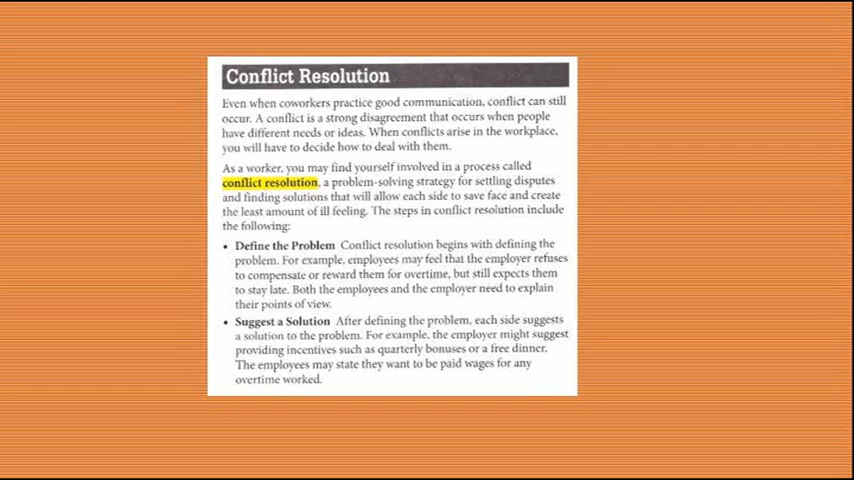 Conflict Resolution
Even when coworkers practice good communication, conflict can still
occur. A conflict is a strong disagreement that occurs when people
have different needs or ideas. When conflicts arise in the workplace,
you will have to decide how to deal with them.
As a worker, you may find yourself involved in a process called
conflict resolution, a problem-solving strategy for settling disputes
and finding solutions that will allow each side to save face and create
the least amount of ill feeling. The steps in conflict resolution include
the following:
• Define the Problem Conflict resolution begins with defining the
problem. For example, employees may feel that the employer refuses
to compensate or reward them for overtime, but still expects them
to stay late. Both the employees and the employer need to explain
their points of view.
• Suggest a Solution After defining the problem, each side suggests
a solution to the problem. For example, the employer might suggest
providing incentives such as quarterly bonuses or a free dinner.
The employees may state they want to be paid wages for any
overtime worked.